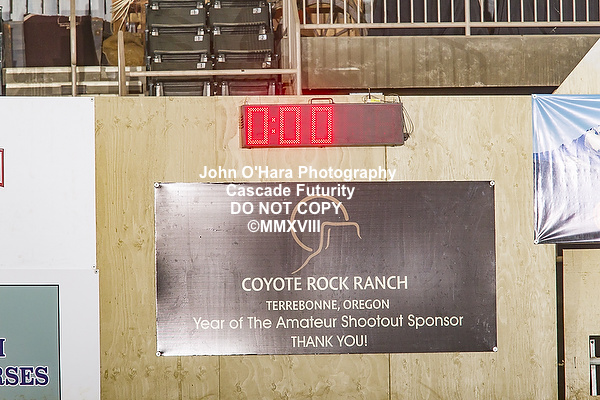 0:00
John O'Hara Photography
Cascade Futurity
DO NOT COPY
©MMXVIII
COYOTE ROCK RANCH
TERREBONNE, OREGON
Year of The Amateur Shootout Sponsor
THANK YOU!
RSES